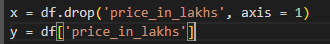 x = df.drop('price_in_lakhs', axis = 1)
y = df['price_in_lakhs']